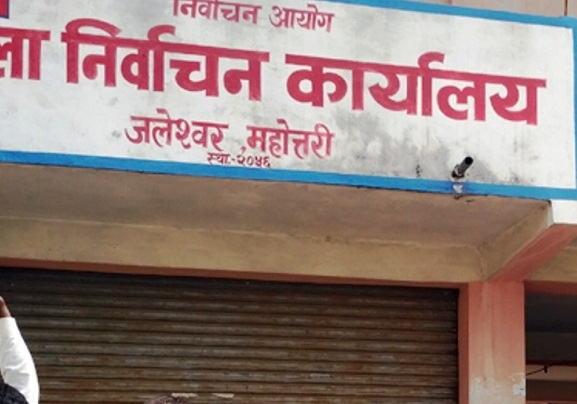 निर्वाचन आयोग
ला निर्वाचन कार्यालय
जलेश्वर ,महोत्तरी
स्था.-२०५६